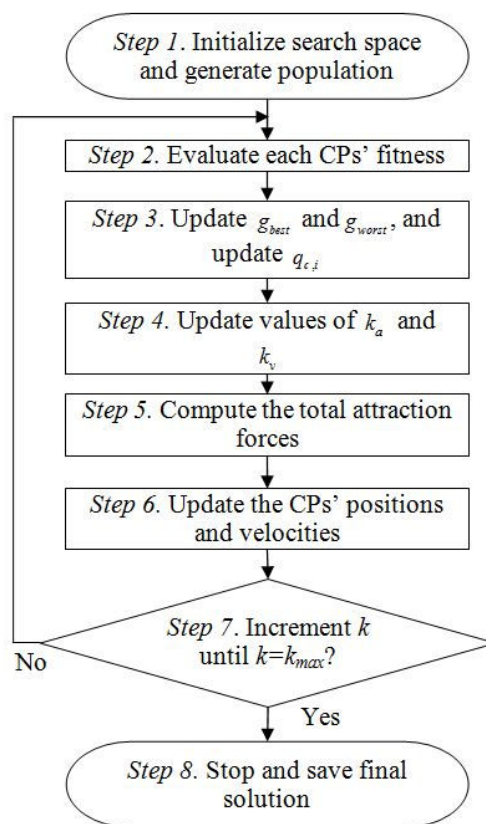 Step 1. Initialize search space
and generate population
Step 2. Evaluate each CPs' fitness
Step 3. Update g_best and g_worst, and
update q_c,i
Step 4. Update values of k_a and
k_v
Step 5. Compute the total attraction
forces
Step 6. Update the CPs' positions
and velocities
Step 7. Increment k
until k=k_max?
No
Yes
Step 8. Stop and save final
solution